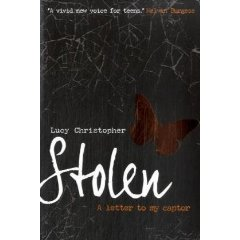 "A vivid new voice for teens." Melvin Burgess
Lucy Christopher
Stolen
A letter to my captor